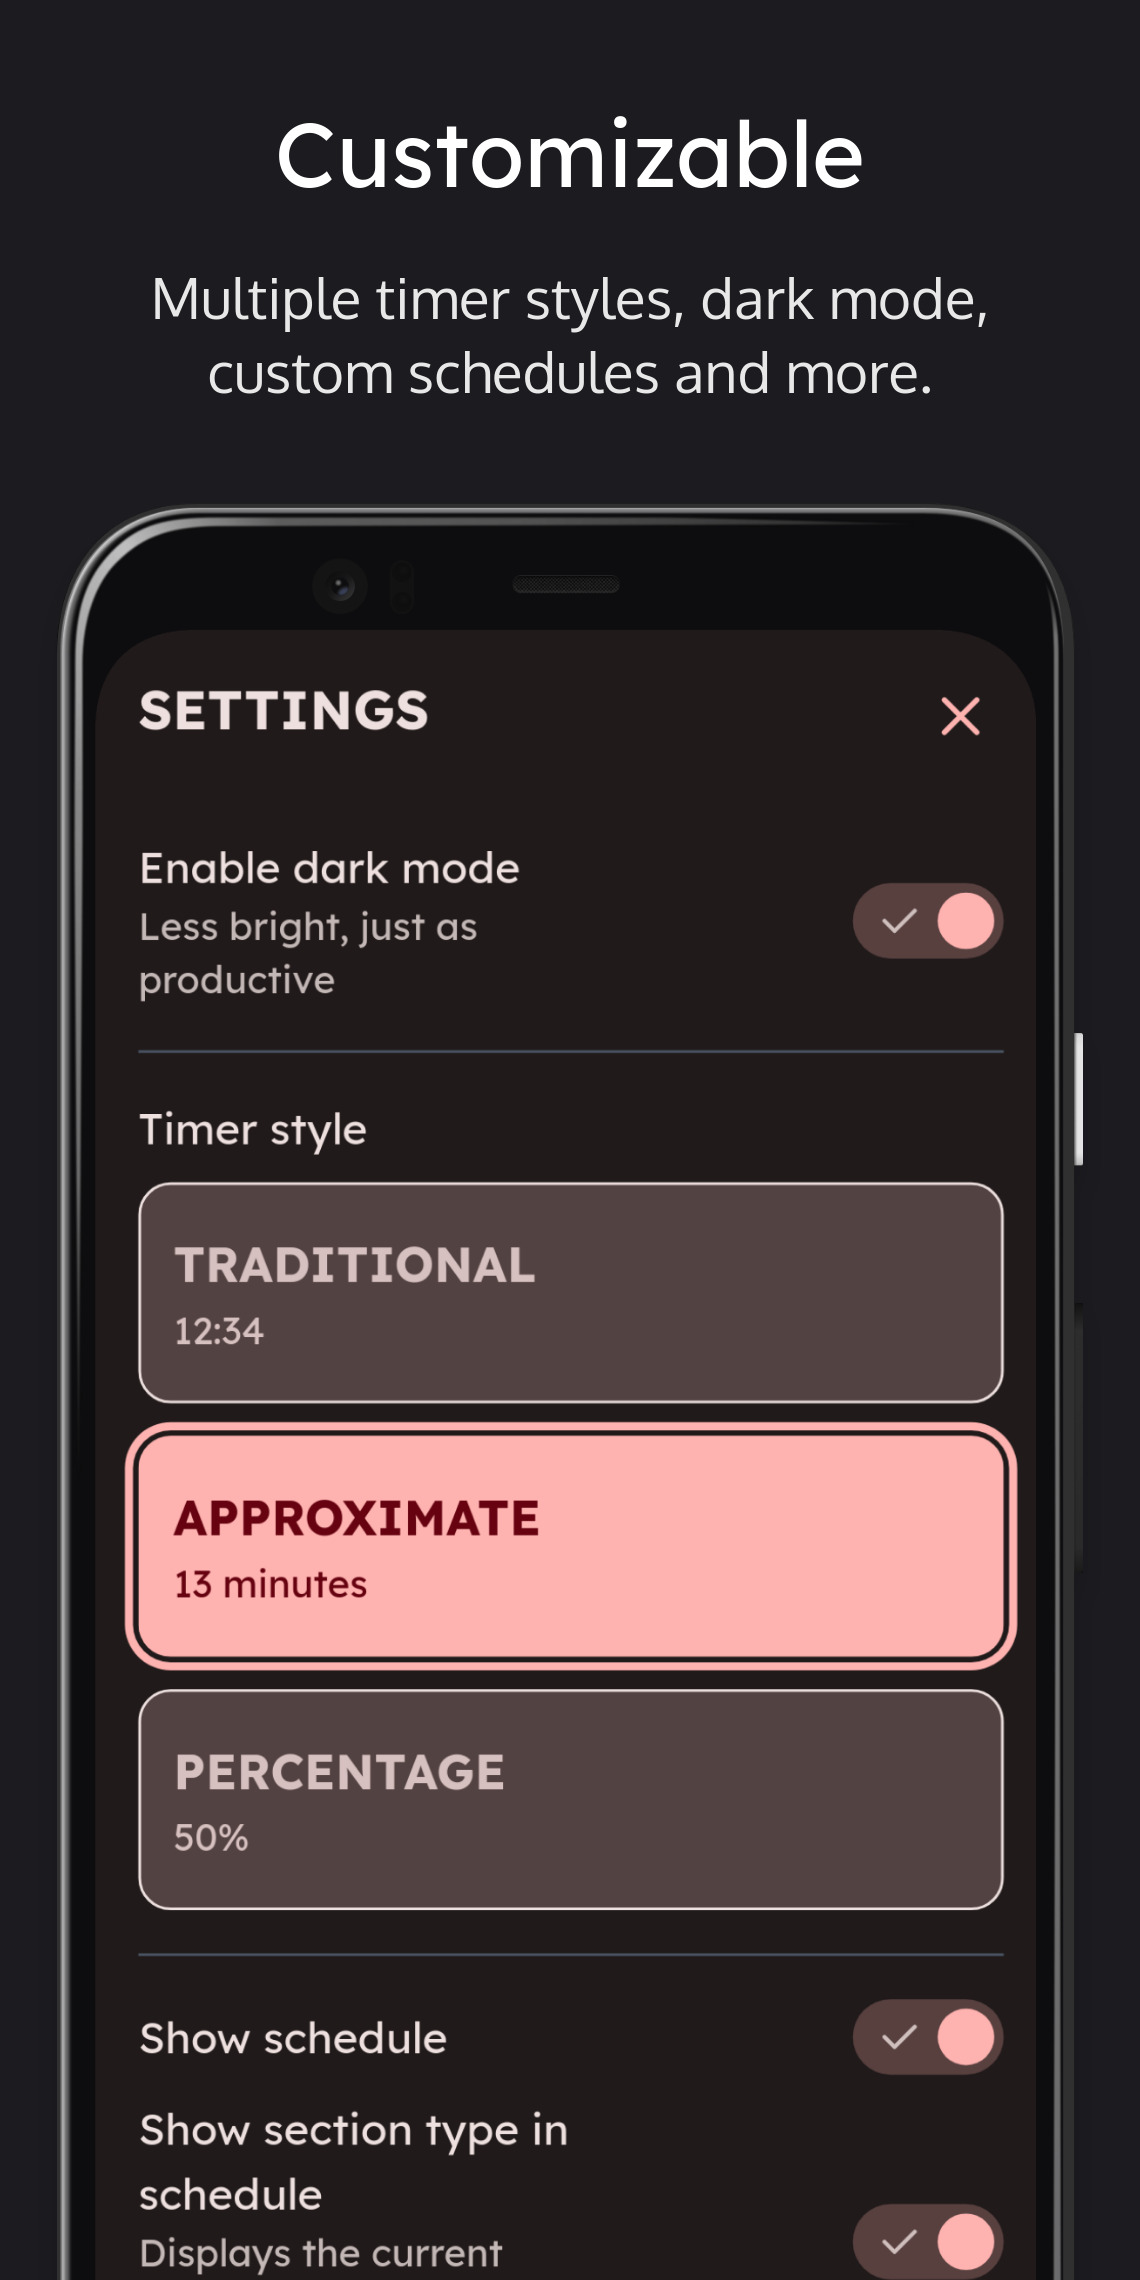 Customizable
Multiple timer styles, dark mode,
custom schedules and more.
SETTINGS
Enable dark mode
Less bright, just as
productive
Timer style
TRADITIONAL
12:34
APPROXIMATE
13 minutes
PERCENTAGE
50%
Show schedule
Show section type in
schedule
Displays the current